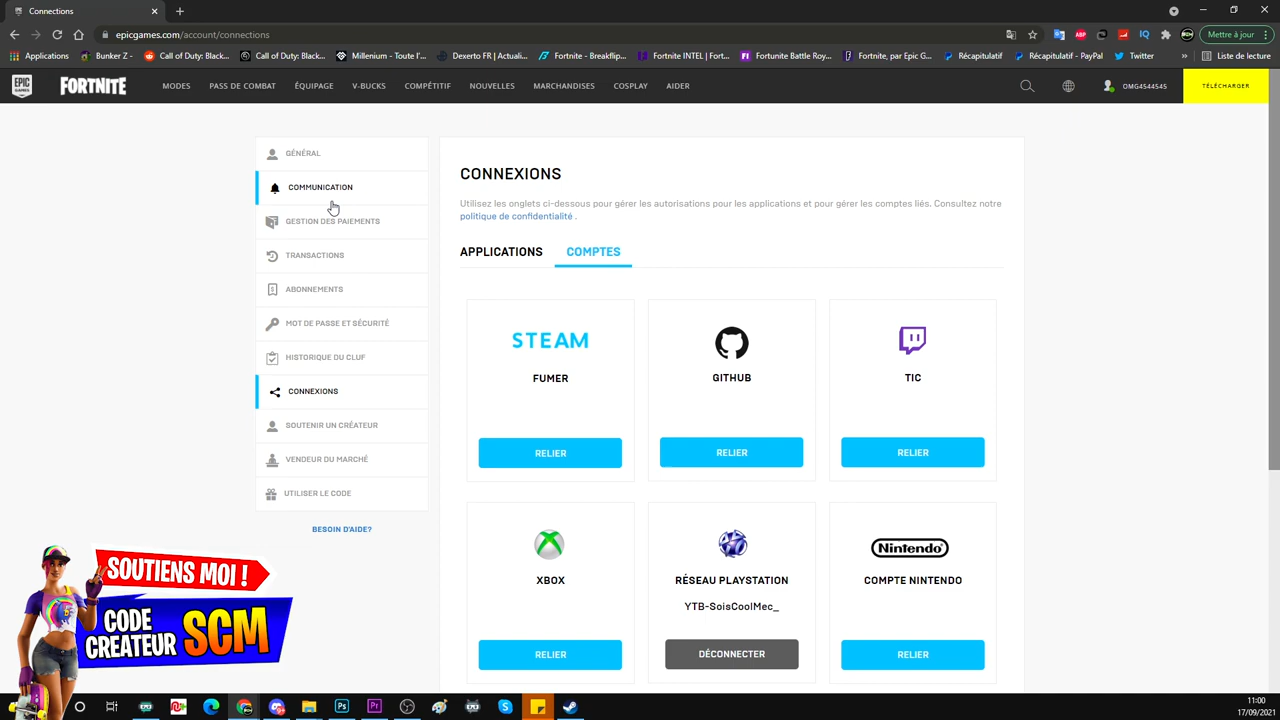 Connections
epicgames.com/account/connections
Mettre à jour
Applications
Bunker Z -
Call of Duty: Black...
Call of Duty: Black...
Millenium - Toute l'...
Dexerto FR | Actuali...
Fortnite - Breakflip...
Fortnite INTEL | Fort...
Fortunite Battle Roy...
Fortnite, par Epic G...
Récapitulatif
Récapitulatif - PayPal
Twitter
Liste de lecture
EPIC GAMES
FORTNITE
MODES
PASS DE COMBAT
ÉQUIPAGE
V-BUCKS
COMPÉTITIF
NOUVELLES
MARCHANDISES
COSPLAY
AIDER
OMG4544545
TÉLÉCHARGER
GÉNÉRAL
COMMUNICATION
GESTION DES PAIEMENTS
TRANSACTIONS
ABONNEMENTS
MOT DE PASSE ET SÉCURITÉ
HISTORIQUE DU CLUF
CONNEXIONS
SOUTENIR UN CRÉATEUR
VENDEUR DU MARCHÉ
UTILISER LE CODE
BESOIN D'AIDE?
CONNEXIONS
Utilisez les onglets ci-dessous pour gérer les autorisations pour les applications et pour gérer les comptes liés. Consultez notre
politique de confidentialité .
APPLICATIONS
COMPTES
STEAM
FUMER
RELIER
GITHUB
RELIER
TIC
RELIER
XBOX
RELIER
RÉSEAU PLAYSTATION
YTB-SoisCoolMec_
DÉCONNECTER
Nintendo
COMPTE NINTENDO
RELIER
SOUTIENS MOI !
CODE
CREATEUR SCM
11:00
17/09/2021